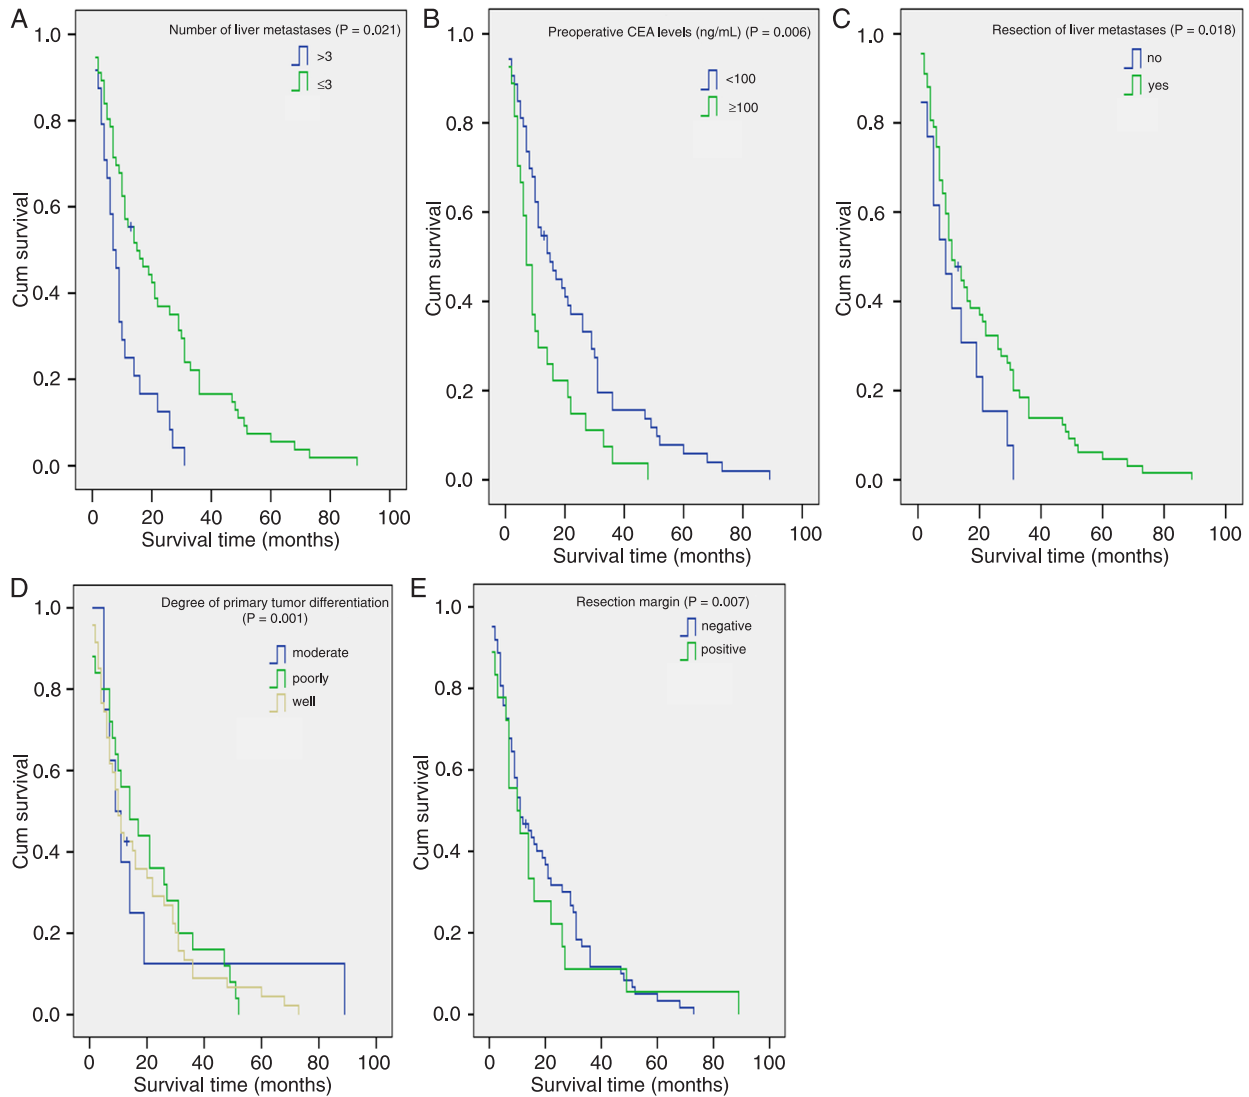 A
Number of liver metastases (P = 0.021)
>3
≤3
1.0
0.8
0.6
0.4
0.2
0.0
Cum survival
0 20 40 60 80 100
Survival time (months)
B
Preoperative CEA levels (ng/mL) (P = 0.006)
<100
≥100
1.0
0.8
0.6
0.4
0.2
0.0
Cum survival
0 20 40 60 80 100
Survival time (months)
C
Resection of liver metastases (P = 0.018)
no
yes
1.0
0.8
0.6
0.4
0.2
0.0
Cum survival
0 20 40 60 80 100
Survival time (months)
D
Degree of primary tumor differentiation
(P = 0.001)
moderate
poorly
well
1.0
0.8
0.6
0.4
0.2
0.0
Cum survival
0 20 40 60 80 100
Survival time (months)
E
Resection margin (P = 0.007)
negative
positive
1.0
0.8
0.6
0.4
0.2
0.0
Cum survival
0 20 40 60 80 100
Survival time (months)